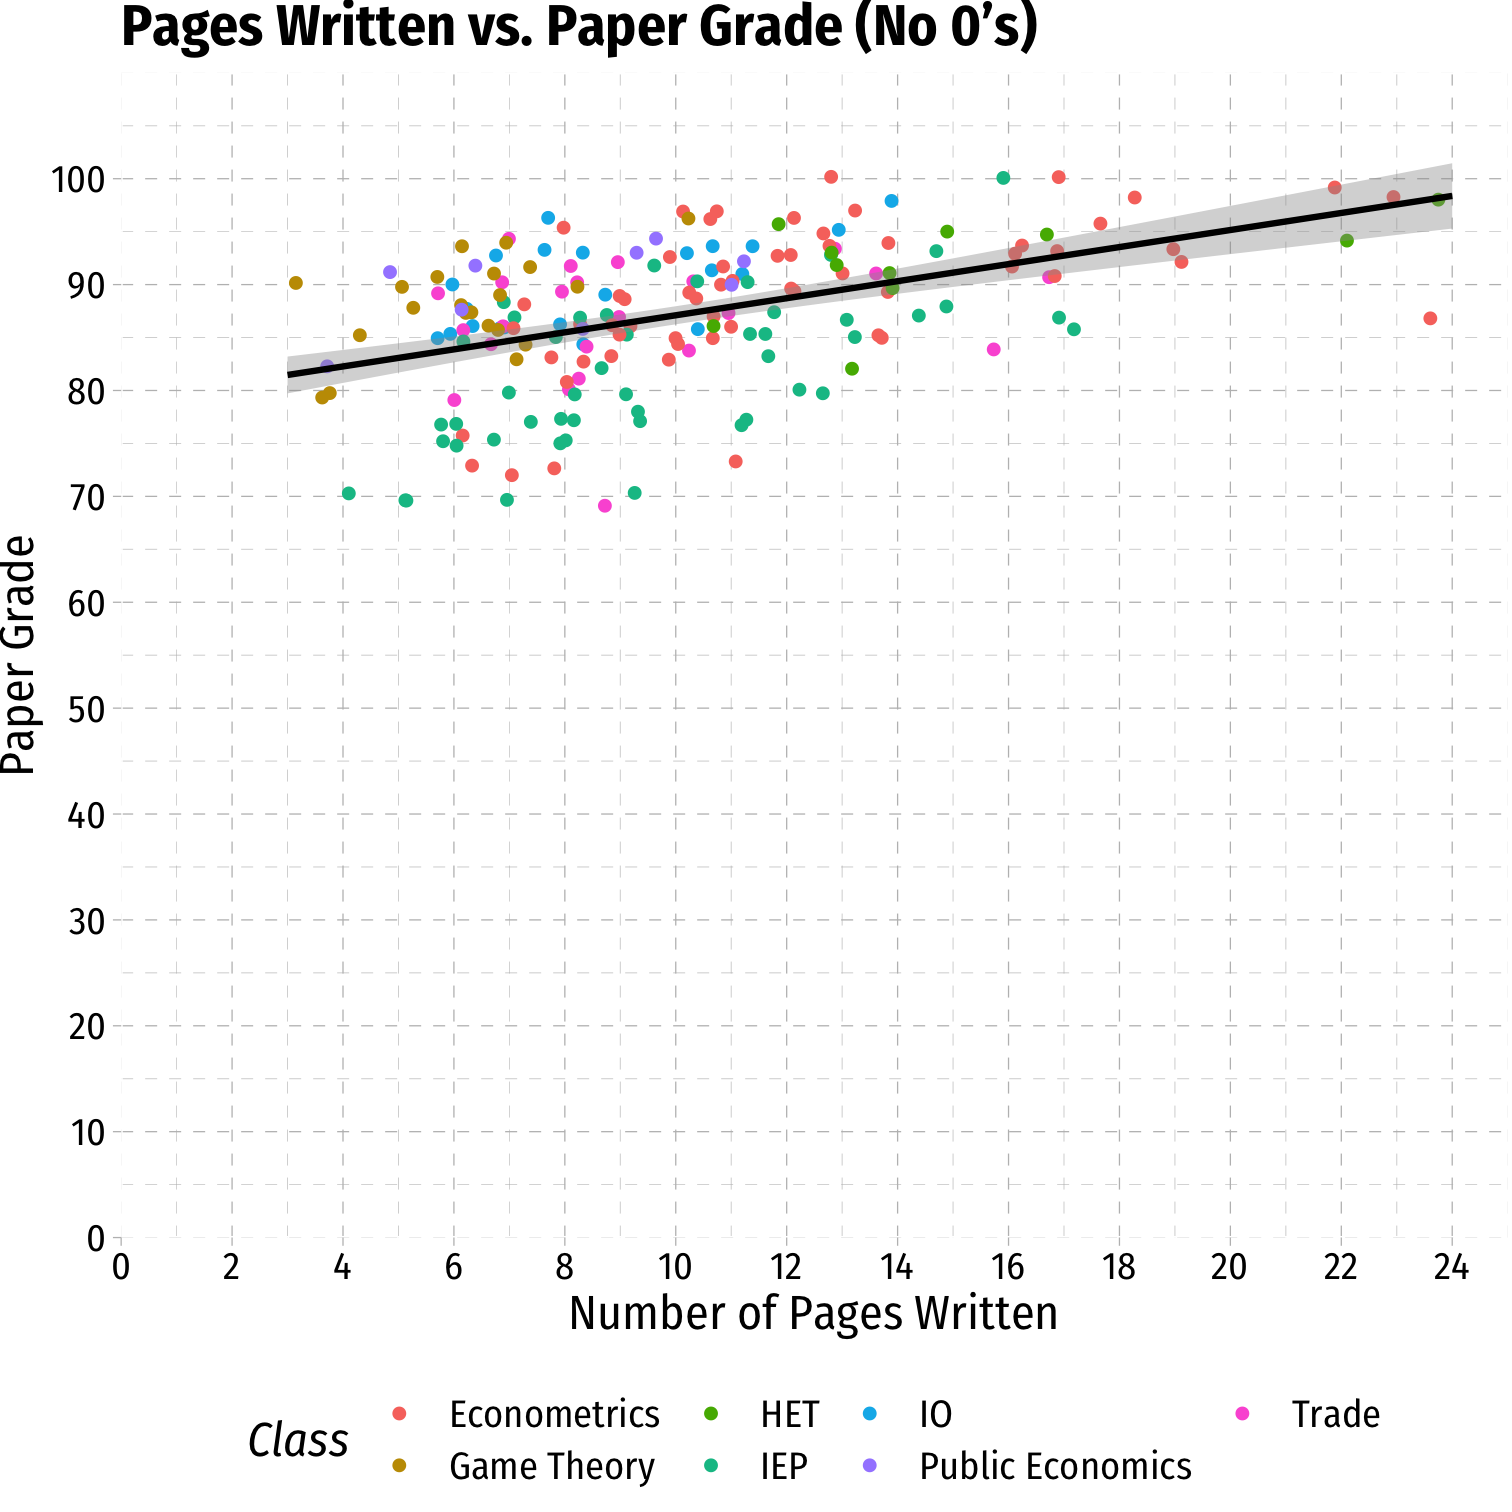 Pages Written vs. Paper Grade (No 0’s)
Paper Grade
100
90
80
70
60
50
40
30
20
10
0
0 2 4 6 8 10 12 14 16 18 20 22 24
Number of Pages Written
Class
Econometrics HET IO Trade
Game Theory IEP Public Economics